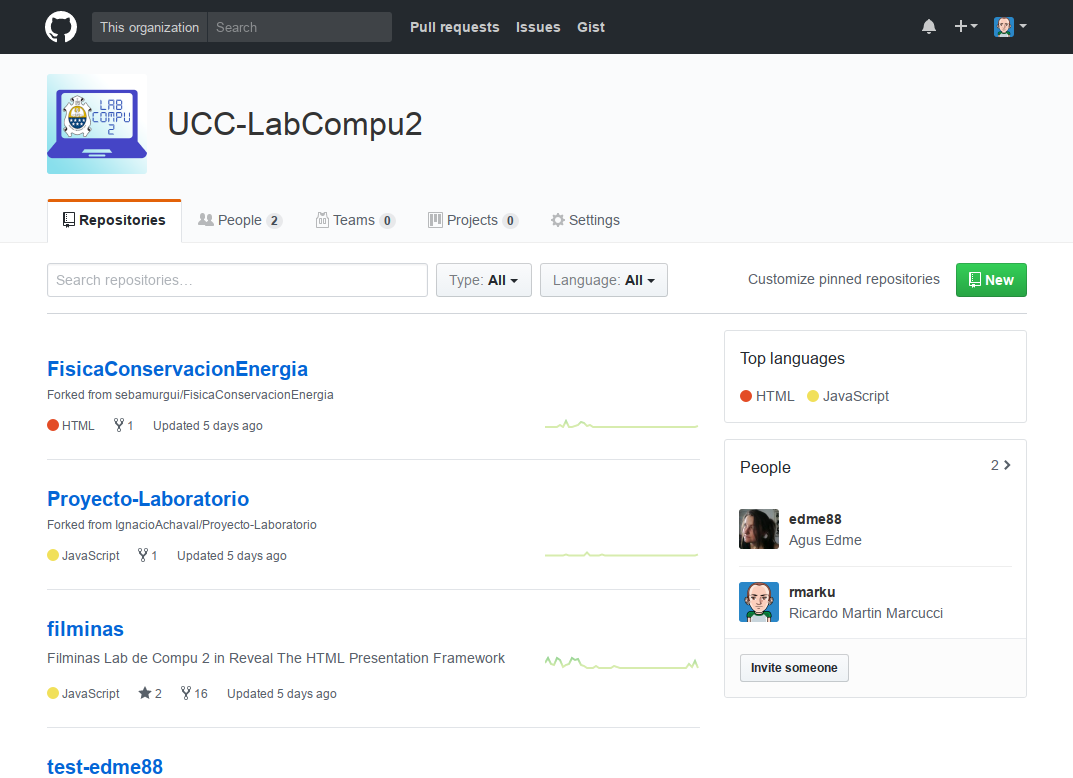 This organization Search Pull requests Issues Gist
LAB
COMPU
2
UCC-LabCompu2
Repositories People 2 Teams 0 Projects 0 Settings
Search repositories… Type: All Language: All Customize pinned repositories New
FisicaConservacionEnergia
Forked from sebamurgui/FisicaConservacionEnergia
HTML 1 Updated 5 days ago
Proyecto-Laboratorio
Forked from IgnacioAchaval/Proyecto-Laboratorio
JavaScript 1 Updated 5 days ago
filminas
Filminas Lab de Compu 2 in Reveal The HTML Presentation Framework
JavaScript 2 16 Updated 5 days ago
test-edme88
Top languages
HTML JavaScript
People 2
edme88
Agus Edme
rmarku
Ricardo Martin Marcucci
Invite someone